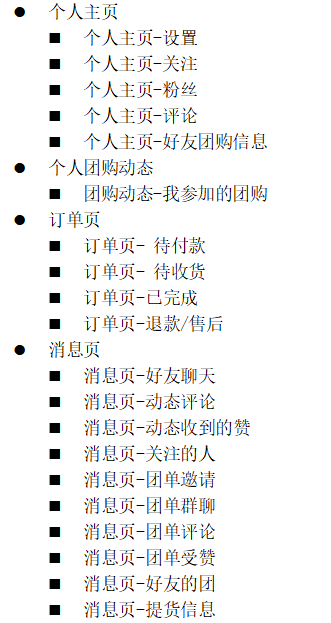 ● 个人主页
■ 个人主页-设置
■ 个人主页-关注
■ 个人主页-粉丝
■ 个人主页-评论
■ 个人主页-好友团购信息
● 个人团购动态
■ 团购动态-我参加的团购
● 订单页
■ 订单页- 待付款
■ 订单页- 待收货
■ 订单页-已完成
■ 订单页-退款/售后
● 消息页
■ 消息页-好友聊天
■ 消息页-动态评论
■ 消息页-动态收到的赞
■ 消息页-关注的人
■ 消息页-团单邀请
■ 消息页-团单群聊
■ 消息页-团单评论
■ 消息页-团单受赞
■ 消息页-好友的团
■ 消息页-提货信息